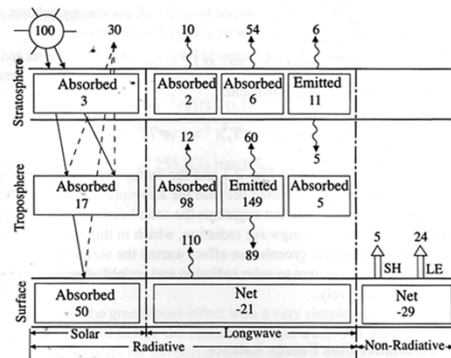 100
30
10
54
6
Stratosphere
Absorbed
3
Absorbed
2
Absorbed
6
Emitted
11
12
60
5
Troposphere
Absorbed
17
Absorbed
98
Emitted
149
Absorbed
5
110
89
5
SH
24
LE
Surface
Absorbed
50
Net
-21
Net
-29
Solar
Longwave
Radiative
Non-Radiative